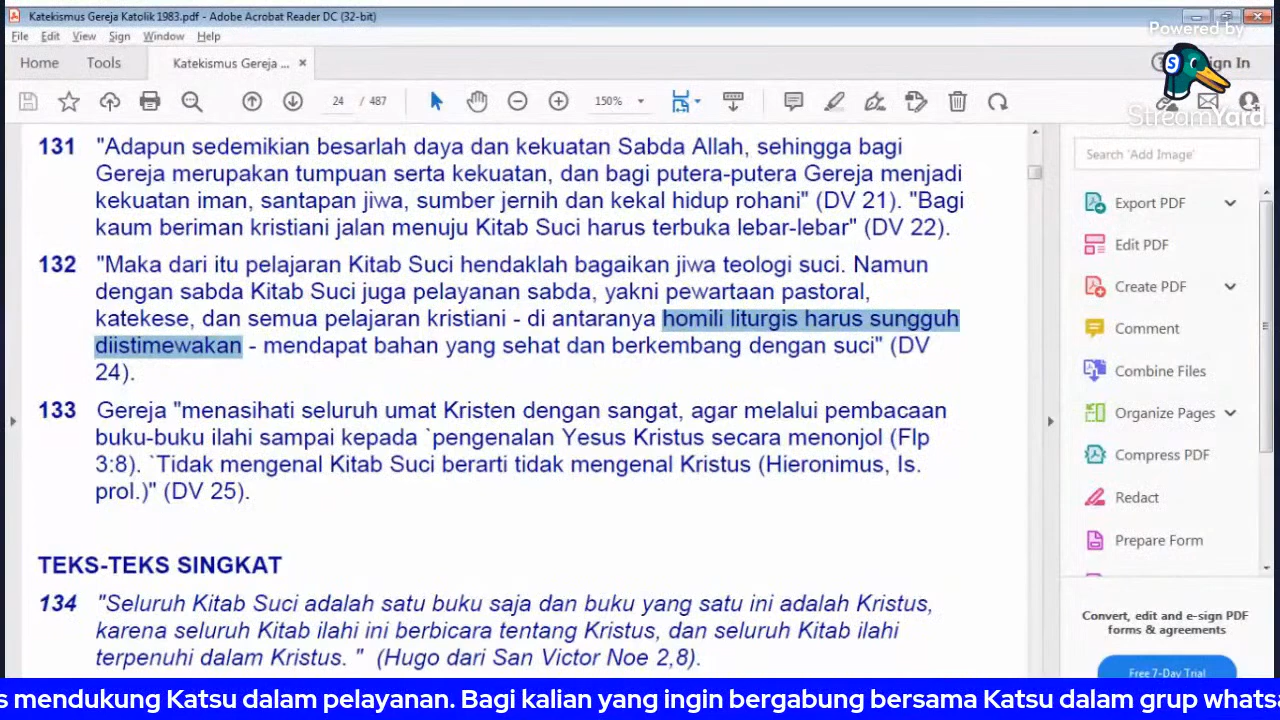 Katekismus Gereja Katolik 1983.pdf - Adobe Acrobat Reader DC (32-bit)
Powered by
File Edit View Sign Window Help
Home Tools Katekismus Gereja ... × Sign In
24 / 487 150%
StreamYard
131 "Adapun sedemikian besarlah daya dan kekuatan Sabda Allah, sehingga bagi
Gereja merupakan tumpuan serta kekuatan, dan bagi putera-putera Gereja menjadi
kekuatan iman, santapan jiwa, sumber jernih dan kekal hidup rohani" (DV 21). "Bagi
kaum beriman kristiani jalan menuju Kitab Suci harus terbuka lebar-lebar" (DV 22).
132 "Maka dari itu pelajaran Kitab Suci hendaklah bagaikan jiwa teologi suci. Namun
dengan sabda Kitab Suci juga pelayanan sabda, yakni pewartaan pastoral,
katekese, dan semua pelajaran kristiani - di antaranya homili liturgis harus sungguh
diistimewakan - mendapat bahan yang sehat dan berkembang dengan suci" (DV
24).
133 Gereja "menasihati seluruh umat Kristen dengan sangat, agar melalui pembacaan
buku-buku ilahi sampai kepada `pengenalan Yesus Kristus secara menonjol (Flp
3:8). `Tidak mengenal Kitab Suci berarti tidak mengenal Kristus (Hieronimus, Is.
prol.)" (DV 25).
TEKS-TEKS SINGKAT
134 "Seluruh Kitab Suci adalah satu buku saja dan buku yang satu ini adalah Kristus,
karena seluruh Kitab ilahi ini berbicara tentang Kristus, dan seluruh Kitab ilahi
terpenuhi dalam Kristus. " (Hugo dari San Victor Noe 2,8).
Search 'Add Image'
Export PDF
Edit PDF
Create PDF
Comment
Combine Files
Organize Pages
Compress PDF
Redact
Prepare Form
Convert, edit and e-sign PDF
forms & agreements
Free 7-Day Trial
s mendukung Katsu dalam pelayanan. Bagi kalian yang ingin bergabung bersama Katsu dalam grup whatsa